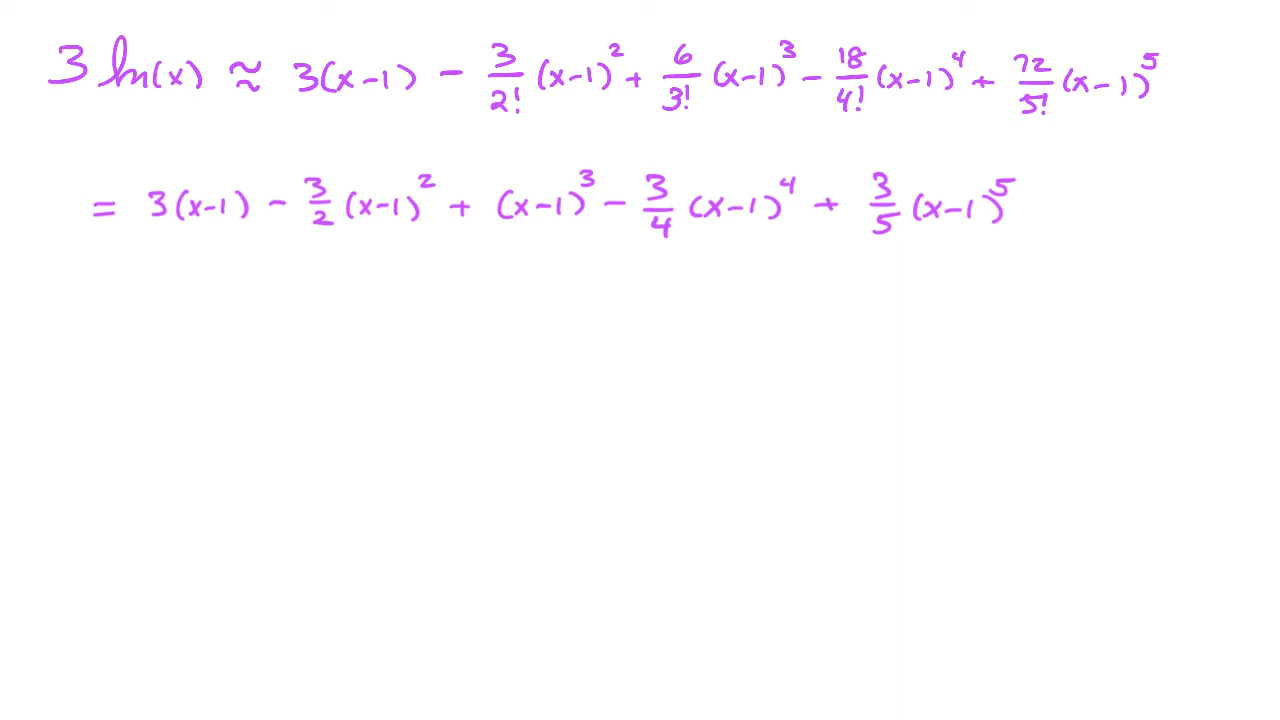 3 ln(x) ≈ 3(x-1) - 3/2! (x-1)^2 + 6/3! (x-1)^3 - 18/4! (x-1)^4 + 72/5! (x-1)^5
= 3(x-1) - 3/2 (x-1)^2 + (x-1)^3 - 3/4 (x-1)^4 + 3/5 (x-1)^5